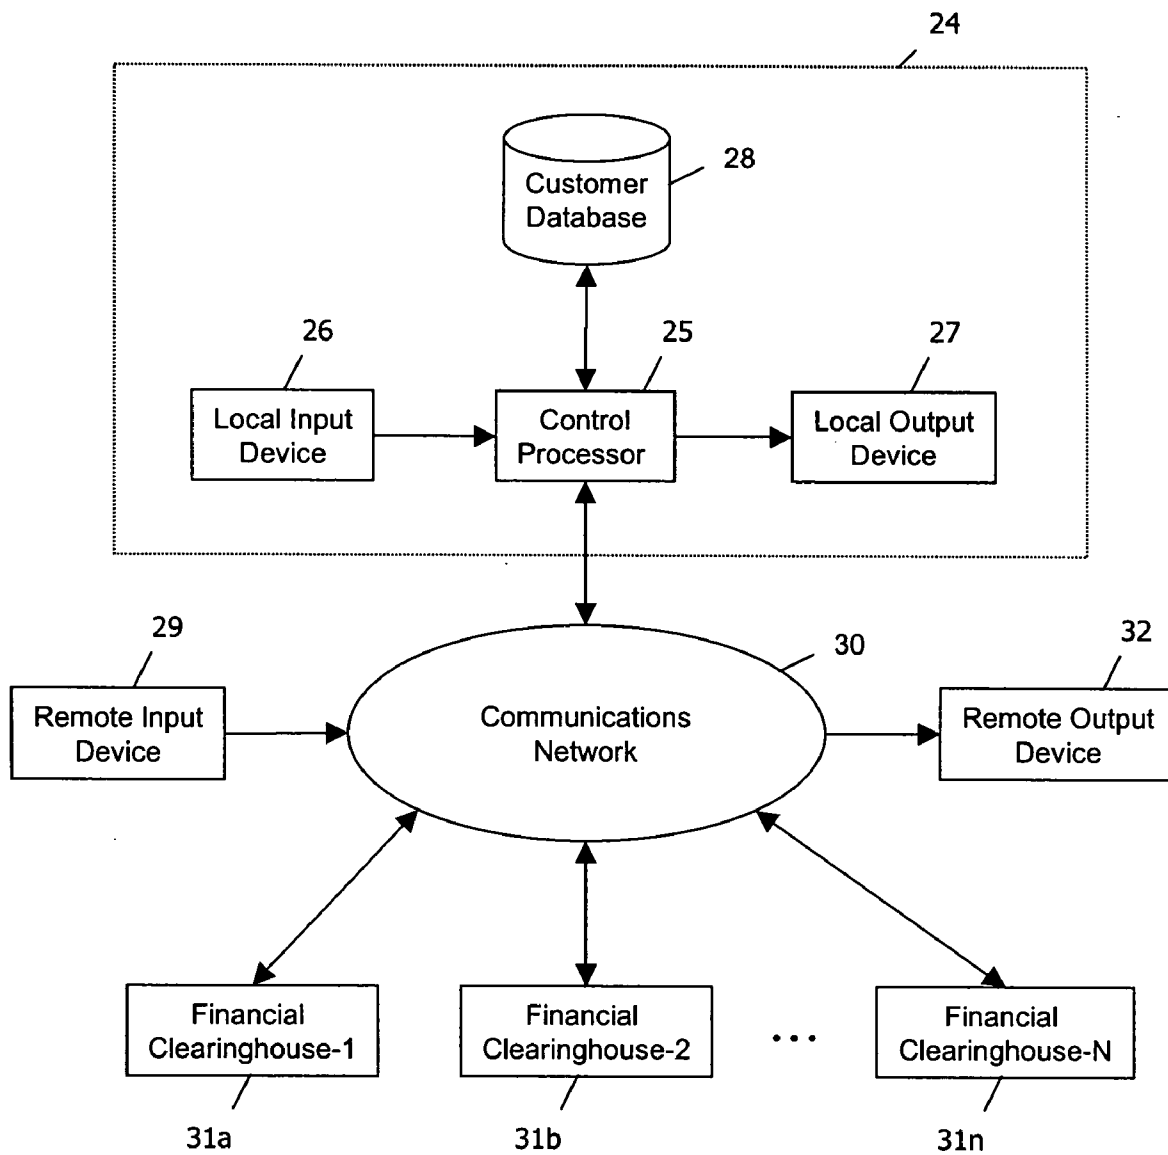 24
28
Customer
Database
26
25
27
Local Input
Device
Control
Processor
Local Output
Device
29
30
32
Remote Input
Device
Communications
Network
Remote Output
Device
Financial
Clearinghouse-1
Financial
Clearinghouse-2
...
Financial
Clearinghouse-N
31a
31b
31n